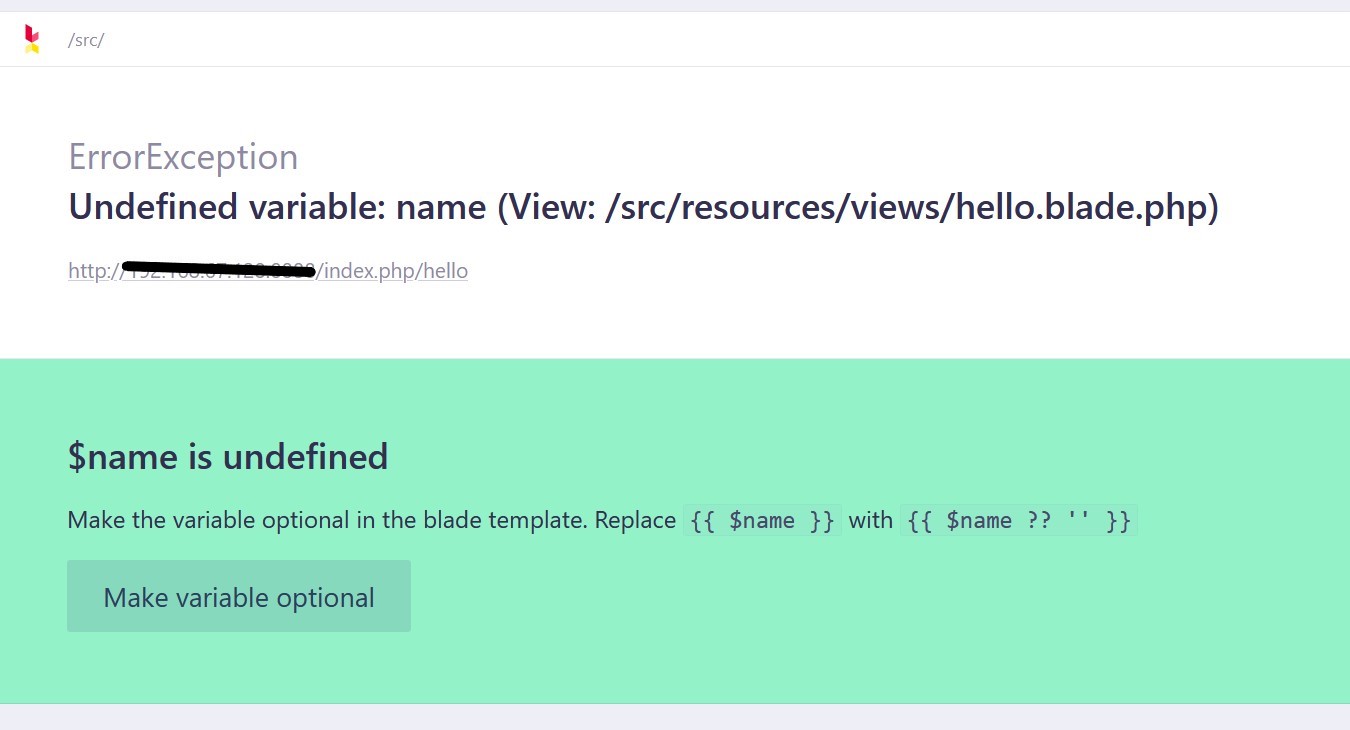 /src/
ErrorException
Undefined variable: name (View: /src/resources/views/hello.blade.php)
http:///index.php/hello
$name is undefined
Make the variable optional in the blade template. Replace {{ $name }} with {{ $name ?? '' }}
Make variable optional